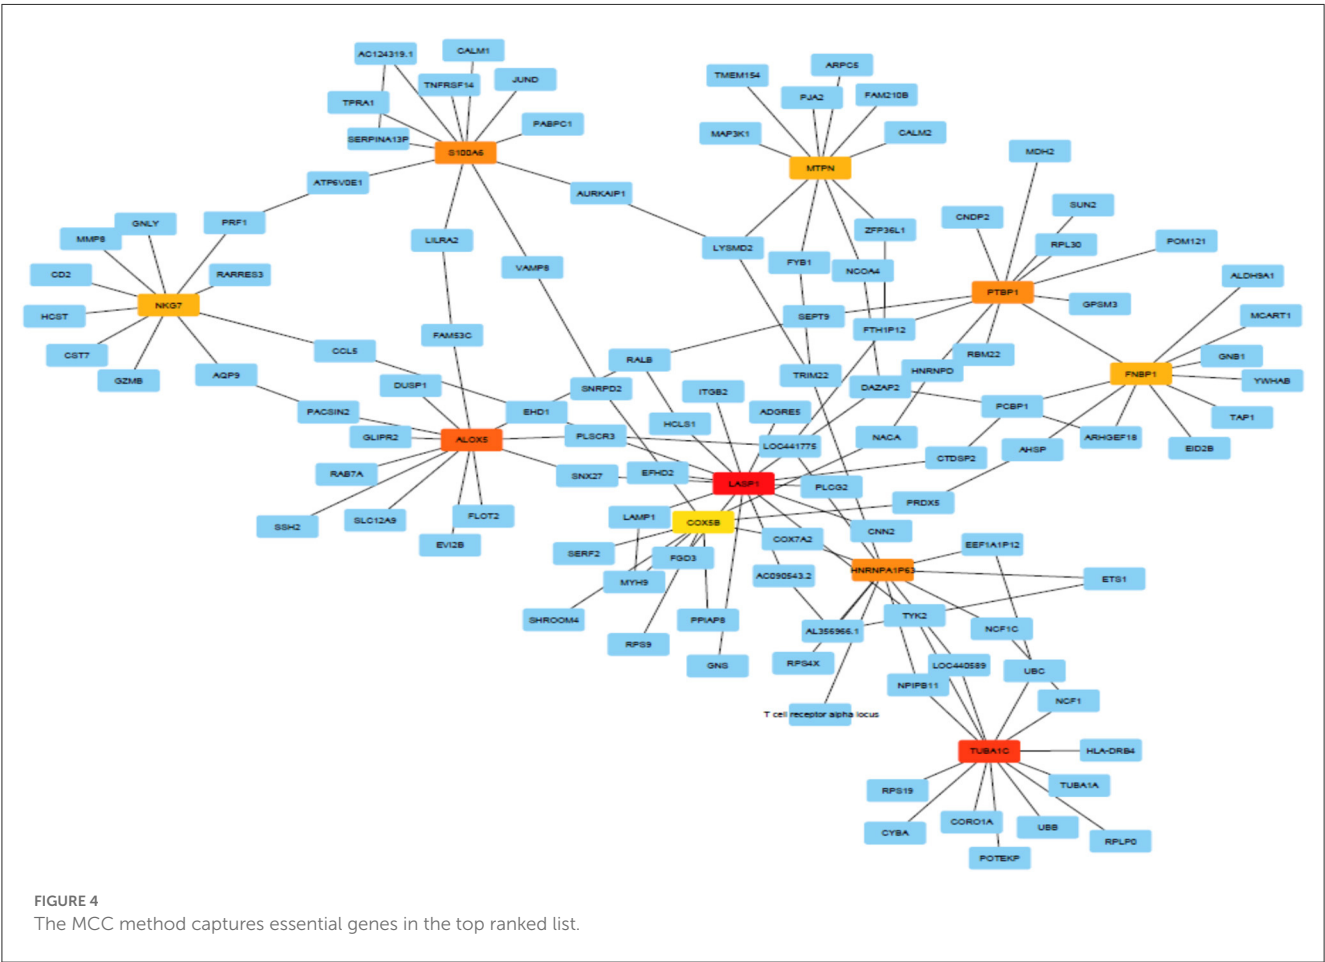 AC124319.1
CALM1
TNFRSF14
JUND
TPRA1
PABPC1
SERPINA13P
S100A6
ATP6V0E1
AURKAIP1
TMEM154
ARPC5
PJA2
FAM210B
MAP3K1
CALM2
MTPN
MDH2
GNLY
PRF1
MMP8
LILRA2
CD2
RARRES3
VAMP8
NKG7
HCST
CST7
GZMB
AQP9
CCL5
FAM53C
LYSMD2
ZFP36L1
FYB1
NCOA4
CNDP2
SUN2
RPL30
POM121
PTBP1
GPSM3
ALDH9A1
MCART1
GNB1
FNBP1
YWHAB
TAP1
EID2B
SEPT9
FTH1P12
RBM22
RALB
TRIM22
HNRNPD
DAZAP2
DUSP1
SNRPD2
ITGB2
PACSIN2
EHD1
ADGRE5
PCBP1
GLIPR2
ALOX5
PLSCR3
HCLS1
LOC441775
NACA
ARHGEF18
AHSP
CTDSP2
RAB7A
SNX27
EFHD2
LASP1
PLCG2
PRDX5
SSH2
SLC12A9
FLOT2
LAMP1
COX5B
CNN2
EVI2B
SERF2
FGD3
COX7A2
EEF1A1P12
MYH9
AC090543.2
HNRNPA1P63
ETS1
SHROOM4
PPIAP8
TYK2
RPS9
AL356966.1
NCF1C
GNS
RPS4X
LOC440589
UBC
NPIPB11
NCF1
T cell receptor alpha locus
TUBA1C
HLA-DRB4
RPS19
TUBA1A
CYBA
CORO1A
UBB
RPLP0
POTEKP
FIGURE 4
The MCC method captures essential genes in the top ranked list.